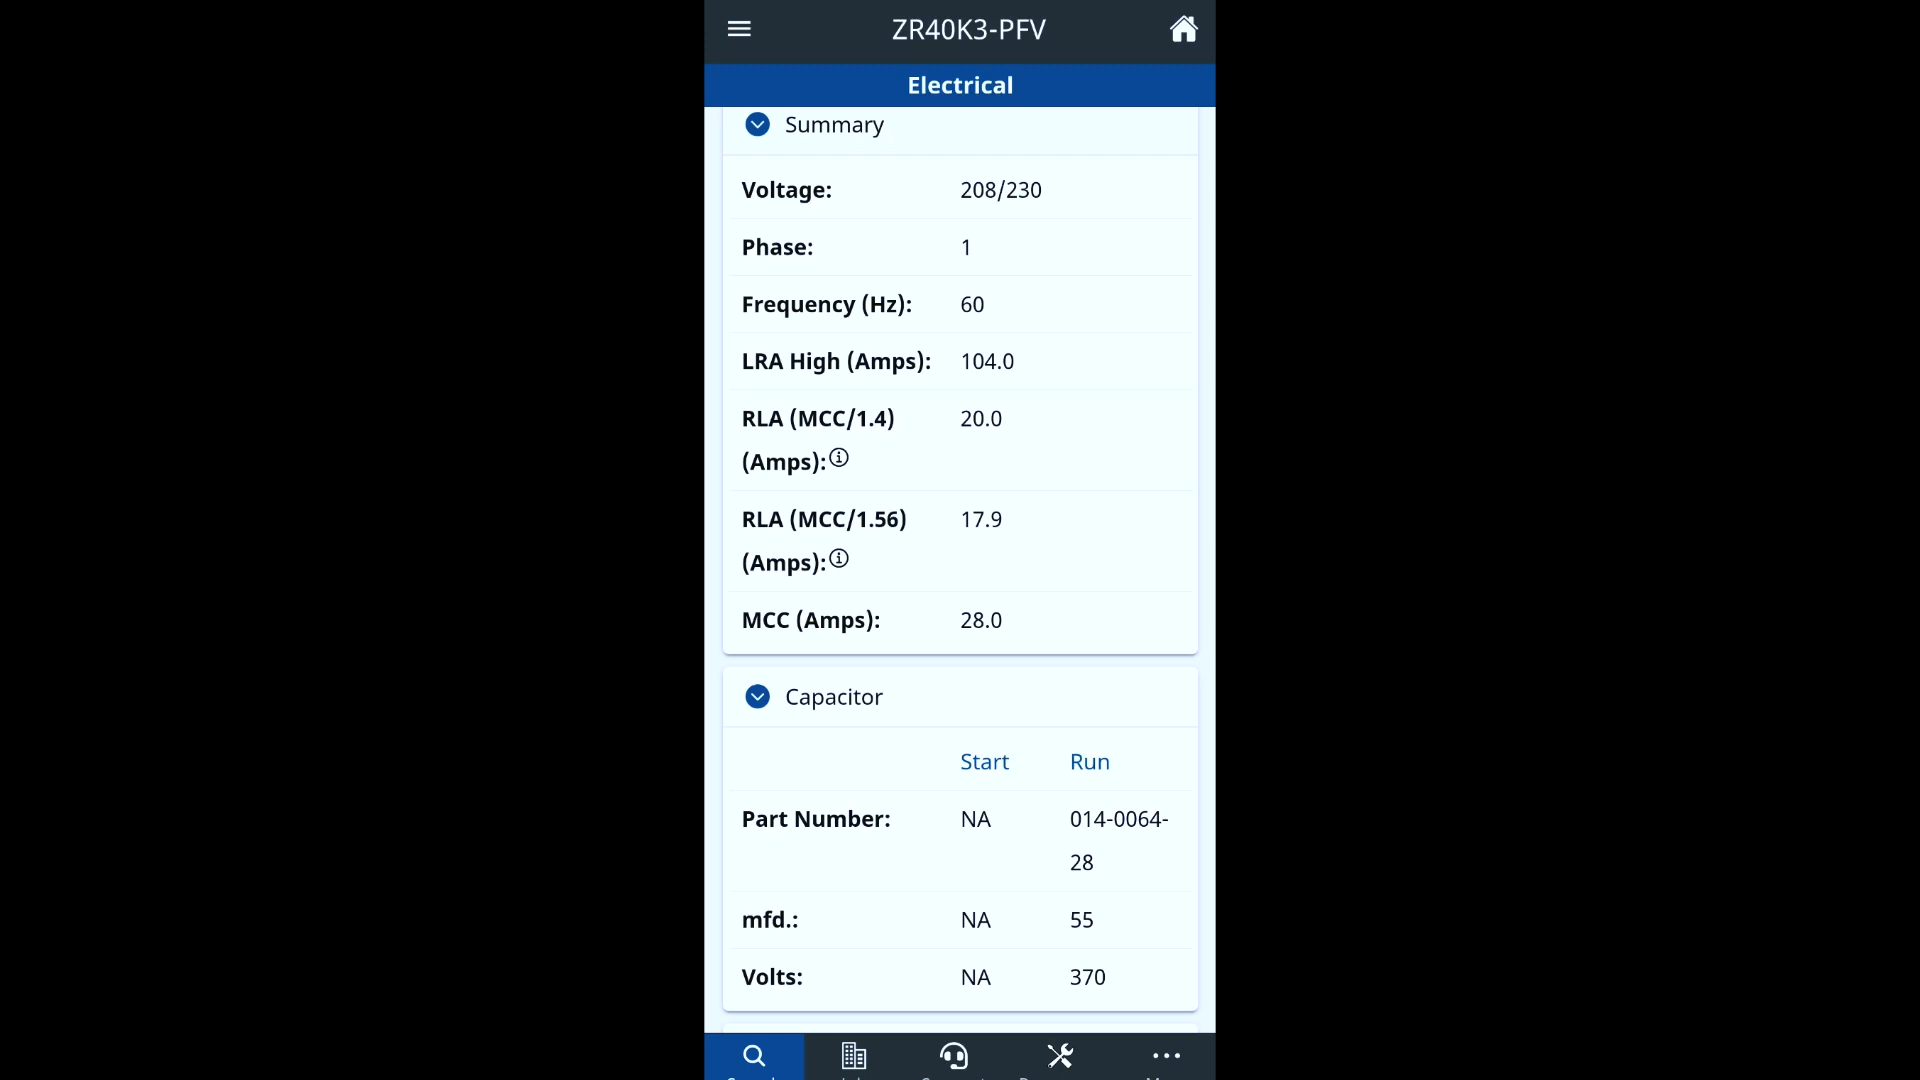 ZR40K3-PFV
Electrical
Summary
Voltage: 208/230
Phase: 1
Frequency (Hz): 60
LRA High (Amps): 104.0
RLA (MCC/1.4) 20.0
(Amps):
RLA (MCC/1.56) 17.9
(Amps):
MCC (Amps): 28.0
Capacitor
Start Run
Part Number: NA 014-0064-
28
mfd.: NA 55
Volts: NA 370